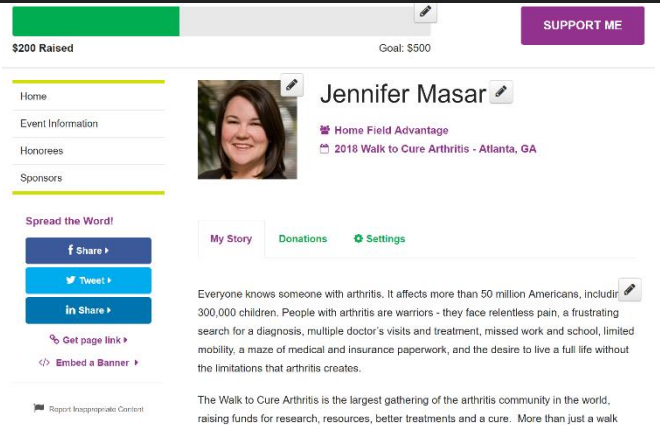 SUPPORT ME
$200 Raised
Goal: $500
Home
Event Information
Honorees
Sponsors
Spread the Word!
Share
Tweet
in Share
Get page link
</> Embed a Banner
Report Inappropriate Content
Jennifer Masar
Home Field Advantage
2018 Walk to Cure Arthritis - Atlanta, GA
My Story
Donations
Settings
Everyone knows someone with arthritis. It affects more than 50 million Americans, includin
300,000 children. People with arthritis are warriors - they face relentless pain, a frustrating
search for a diagnosis, multiple doctor's visits and treatment, missed work and school, limited
mobility, a maze of medical and insurance paperwork, and the desire to live a full life without
the limitations that arthritis creates.
The Walk to Cure Arthritis is the largest gathering of the arthritis community in the world,
raising funds for research, resources, better treatments and a cure. More than just a walk